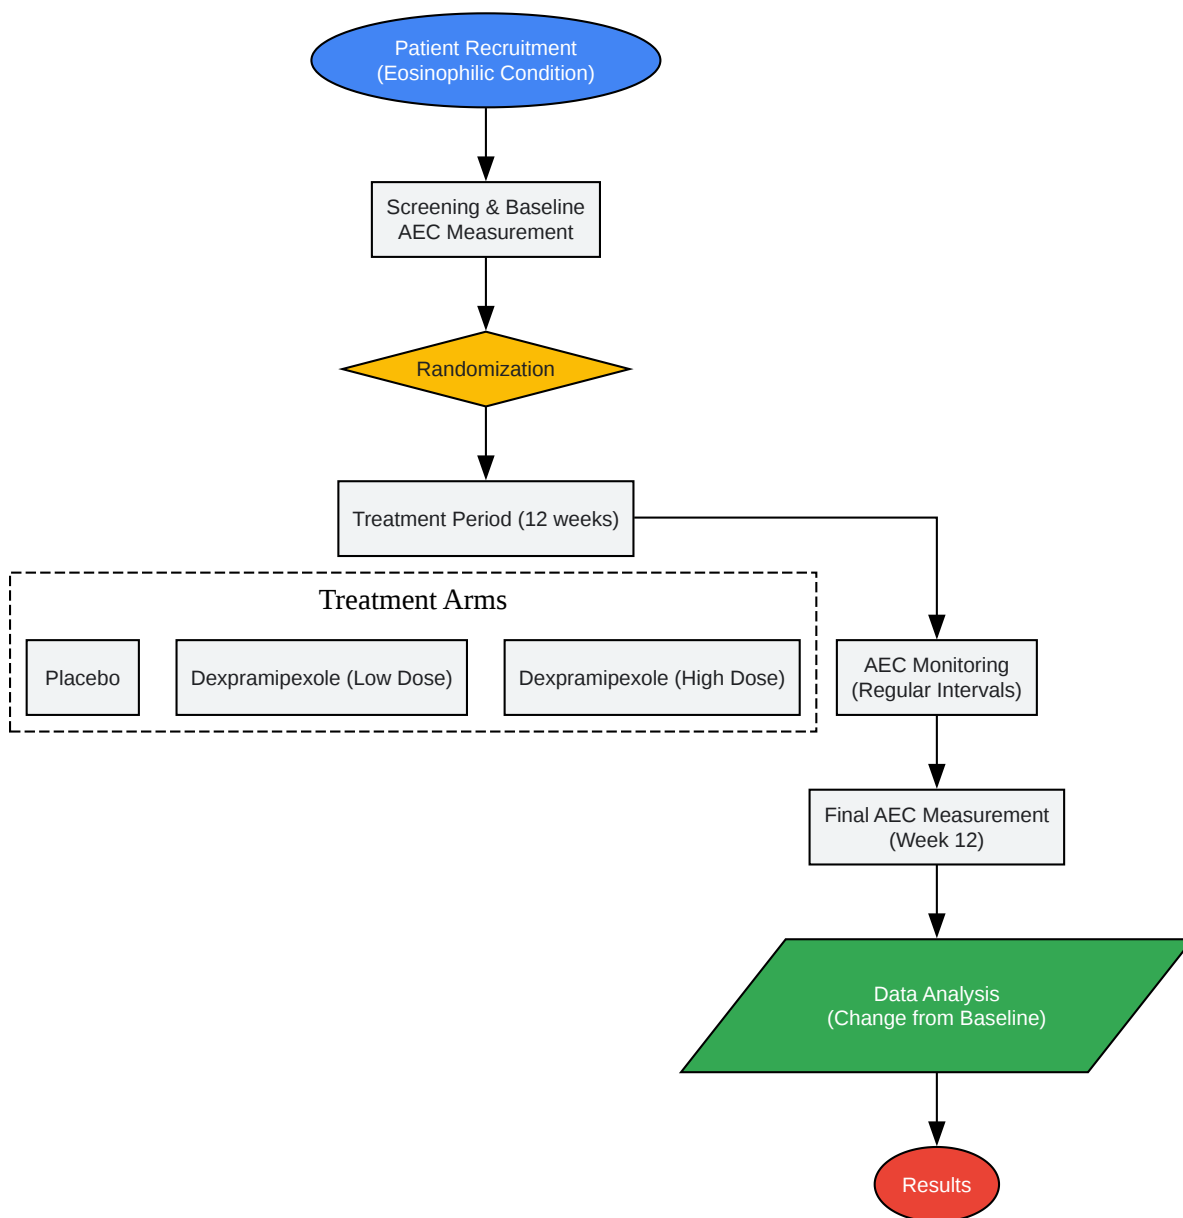 Patient Recruitment
(Eosinophilic Condition)
Screening & Baseline
AEC Measurement
Randomization
Treatment Period (12 weeks)
Treatment Arms
Placebo
Dexpramipexole (Low Dose)
Dexpramipexole (High Dose)
AEC Monitoring
(Regular Intervals)
Final AEC Measurement
(Week 12)
Data Analysis
(Change from Baseline)
Results